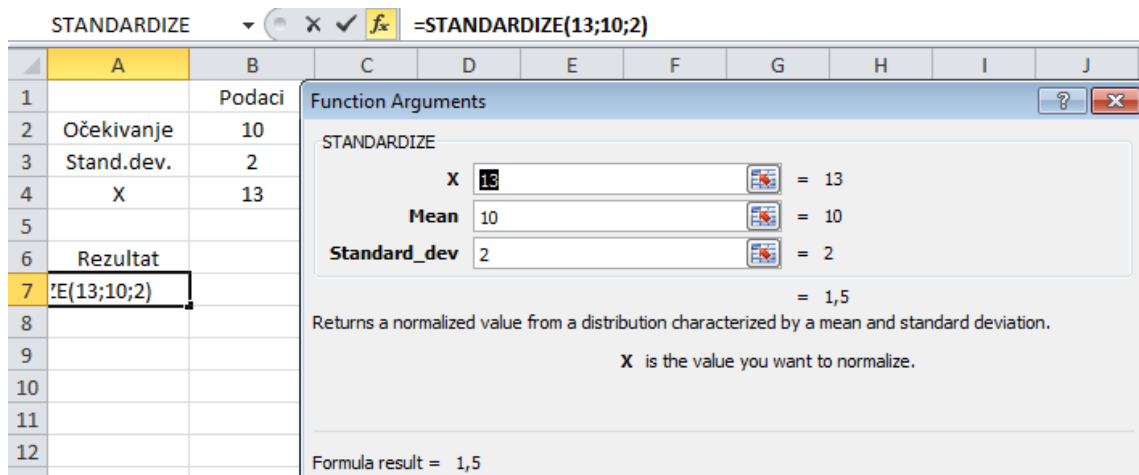 STANDARDIZE fx =STANDARDIZE(13;10;2)
A B C D E F G H I J
1 Podaci
2 Očekivanje 10
3 Stand.dev. 2
4 X 13
5
6 Rezultat
7 ZE(13;10;2)
8
9
10
11
12
Function Arguments ?
STANDARDIZE
X 13 = 13
Mean 10 = 10
Standard_dev 2 = 2
= 1,5
Returns a normalized value from a distribution characterized by a mean and standard deviation.
X is the value you want to normalize.
Formula result = 1,5